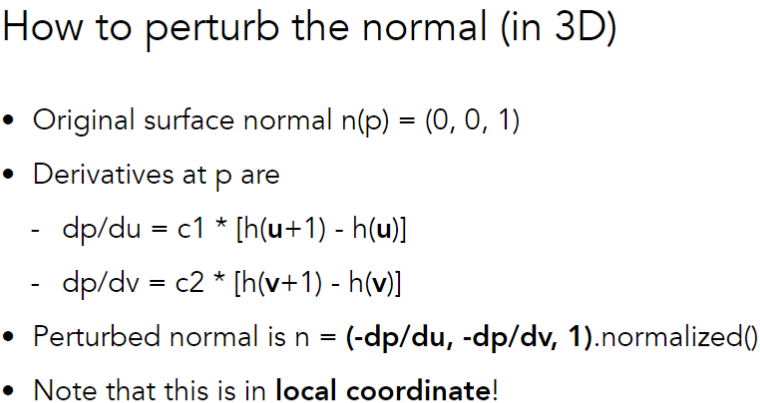 How to perturb the normal (in 3D)
• Original surface normal n(p) = (0, 0, 1)
• Derivatives at p are
- dp/du = c1 * [h(u+1) - h(u)]
- dp/dv = c2 * [h(v+1) - h(v)]
• Perturbed normal is n = (-dp/du, -dp/dv, 1).normalized()
• Note that this is in local coordinate!